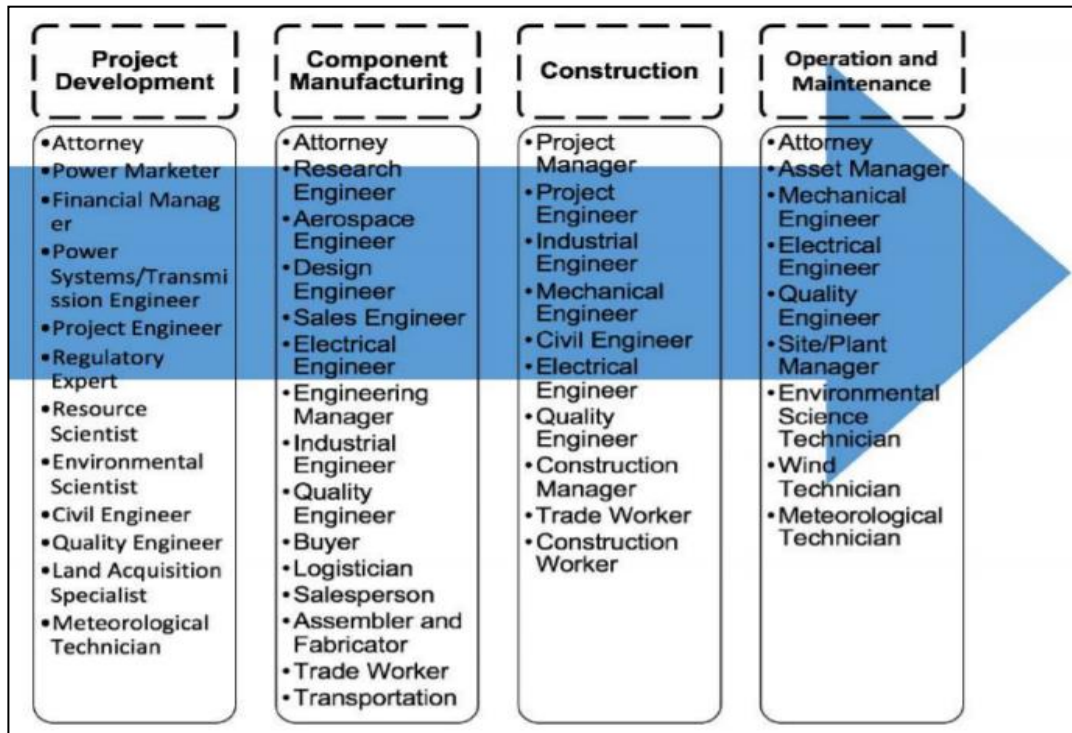 Project
Development
•Attorney
•Power Marketer
•Financial Manag
er
•Power
Systems/Transmi
ssion Engineer
•Project Engineer
•Regulatory
Expert
•Resource
Scientist
•Environmental
Scientist
•Civil Engineer
•Quality Engineer
•Land Acquisition
Specialist
•Meteorological
Technician
Component
Manufacturing
•Attorney
•Research
Engineer
•Aerospace
Engineer
•Design
Engineer
•Sales Engineer
•Electrical
Engineer
•Engineering
Manager
•Industrial
Engineer
•Quality
Engineer
•Buyer
•Logistician
•Salesperson
•Assembler and
Fabricator
•Trade Worker
•Transportation
Construction
•Project
Manager
•Project
Engineer
•Industrial
Engineer
•Mechanical
Engineer
•Civil Engineer
•Electrical
Engineer
•Quality
Engineer
•Construction
Manager
•Trade Worker
•Construction
Worker
Operation and
Maintenance
•Attorney
•Asset Manager
•Mechanical
Engineer
•Electrical
Engineer
•Quality
Engineer
•Site/Plant
Manager
•Environmental
Science
Technician
•Wind
Technician
•Meteorological
Technician